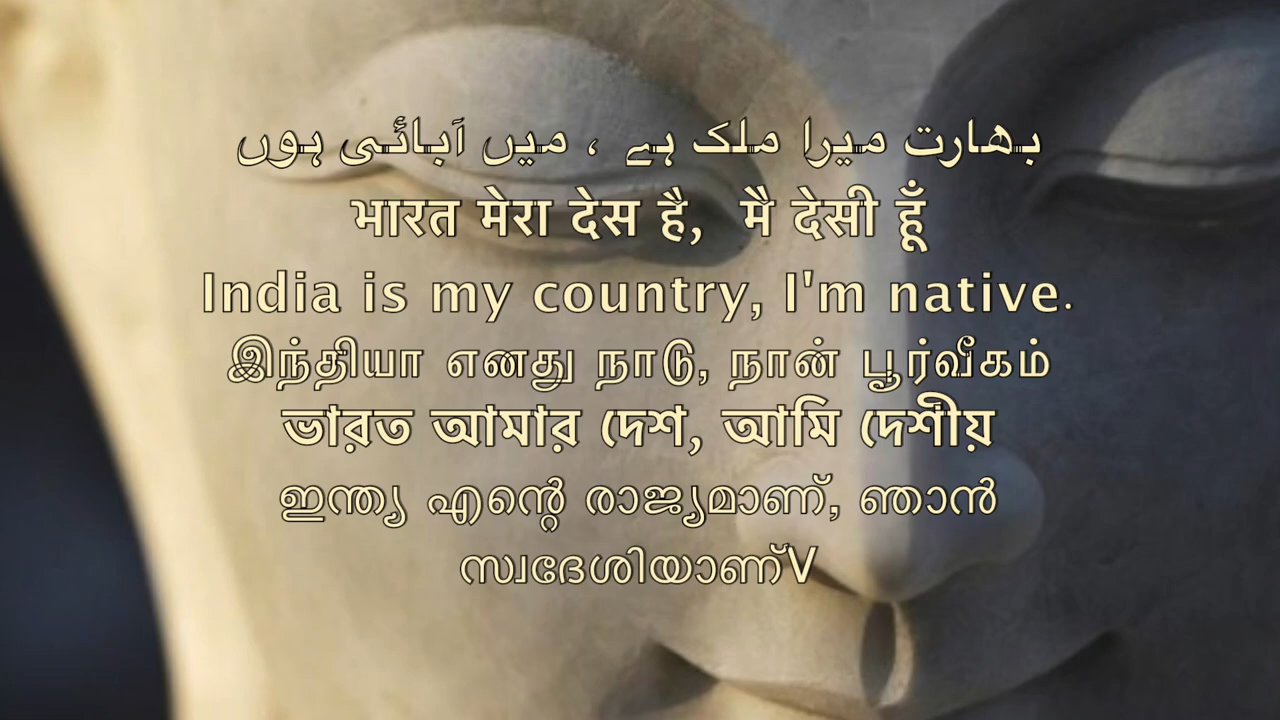 بھارت میرا ملک ہے ، میں آبائی ہوں
भारत मेरा देस है, मै देसी हूँ
India is my country, I'm native.
இந்தியா எனது நாடு, நான் பூர்வீகம்
ভারত আমার দেশ, আমি দেশীয়
ഇന്ത്യ എന്റെ രാജ്യമാണ്, ഞാൻ
സ്വദേശിയാണ്V